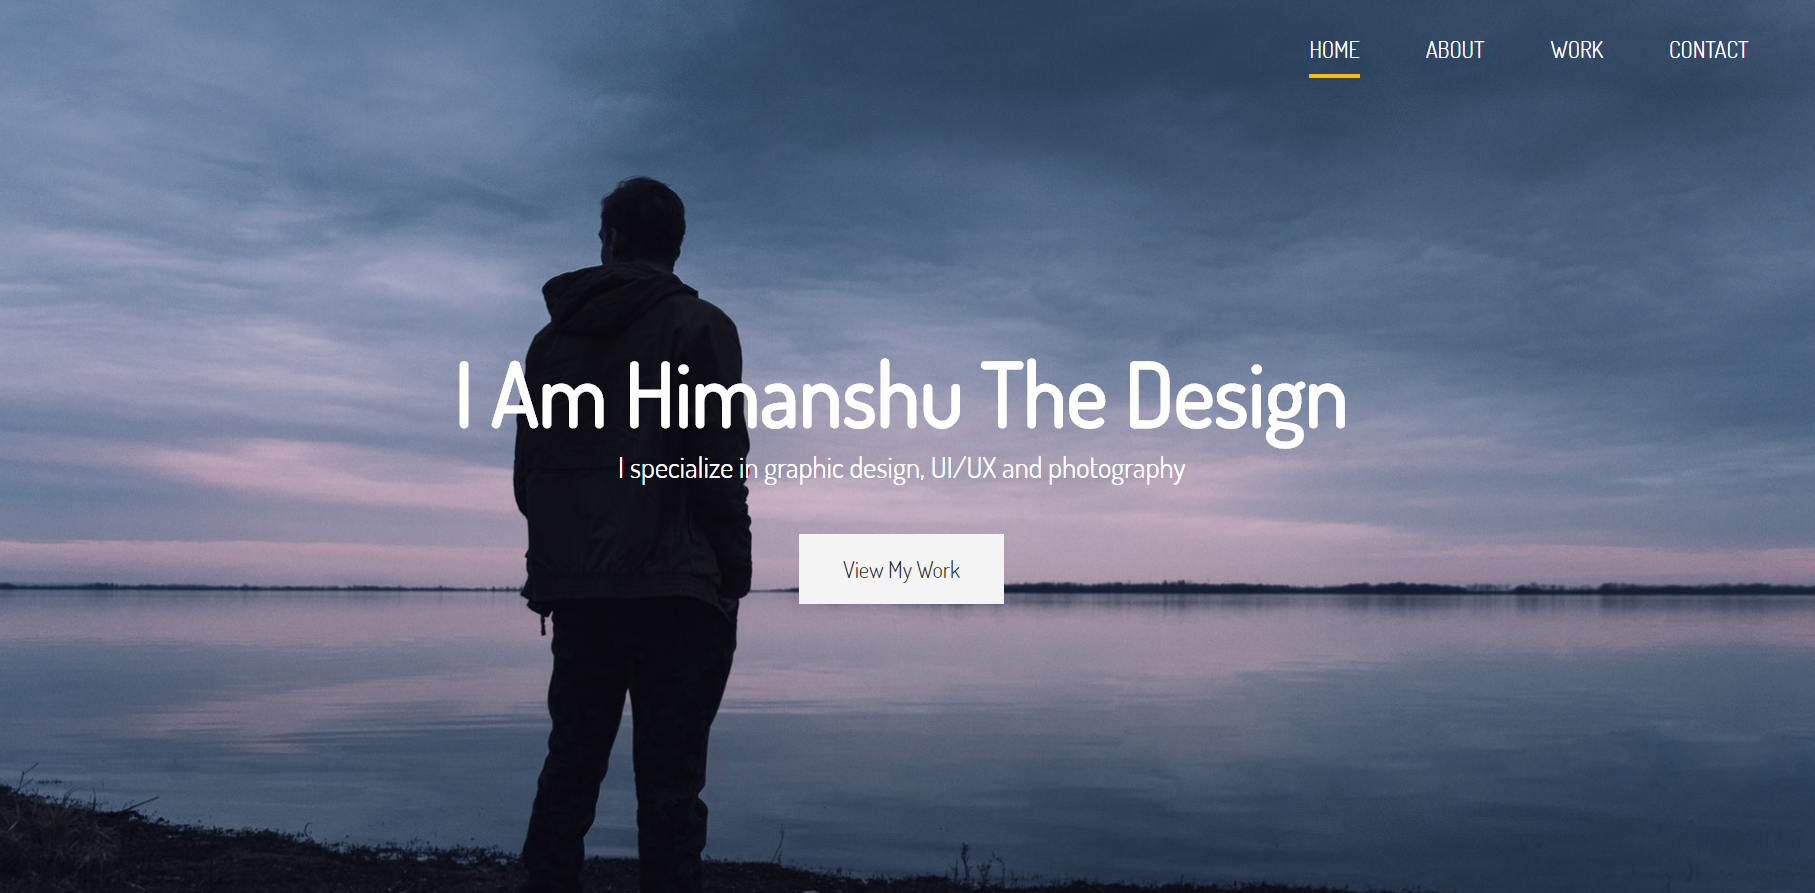 HOME ABOUT WORK CONTACT
I Am Himanshu The Design
I specialize in graphic design, UI/UX and photography
View My Work